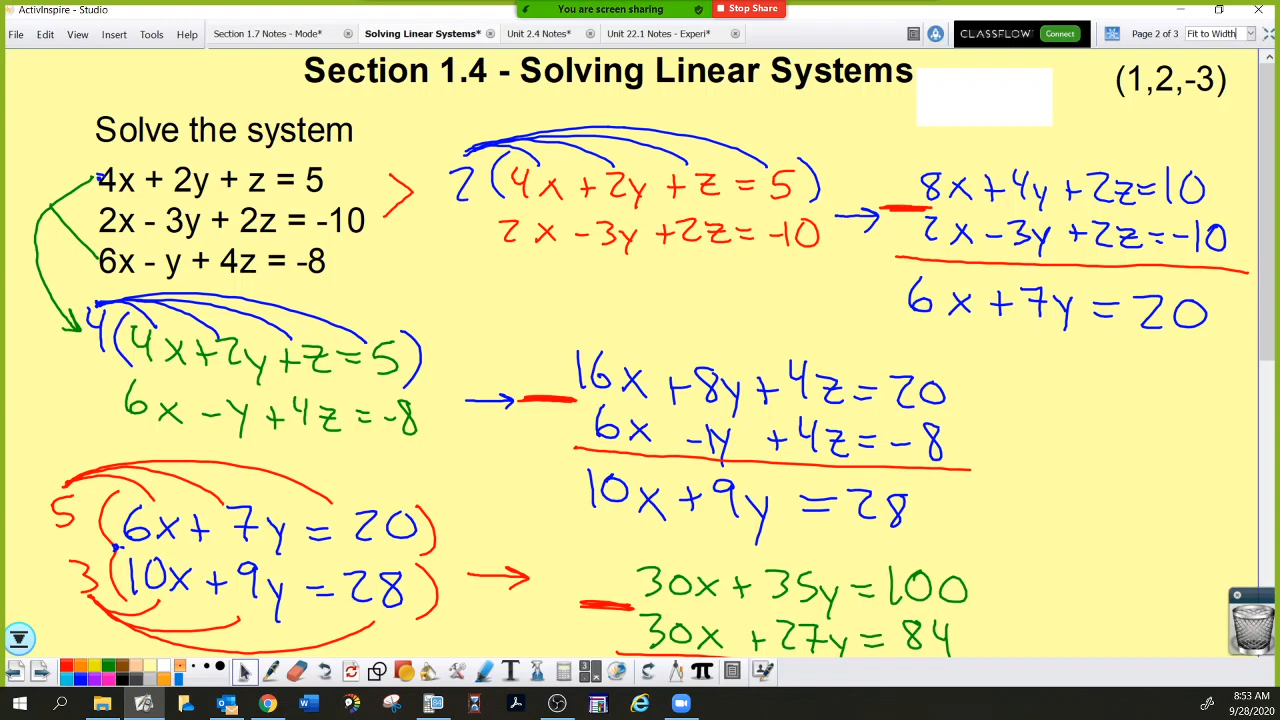 ActivInspire - Studio
You are screen sharing
Stop Share
File Edit View Insert Tools Help
Section 1.7 Notes - Mode*
Solving Linear Systems*
Unit 2.4 Notes*
Unit 22.1 Notes - Experi*
CLASSFLOW Connect
Page 2 of 3
Fit to Width
Section 1.4 - Solving Linear Systems
(1,2,-3)
Solve the system
4x + 2y + z = 5
2x - 3y + 2z = -10
6x - y + 4z = -8
2(4x+2y+z=5)
2x-3y+2z=-10
8x+4y+2z=10
2x-3y+2z=-10
6x+7y=20
4(4x+2y+z=5)
6x-y+4z=-8
16x+8y+4z=20
6x-1y+4z=-8
10x+9y=28
5(6x+7y=20)
3(10x+9y=28)
30x+35y=100
30x+27y=84
8:53 AM
9/28/2020